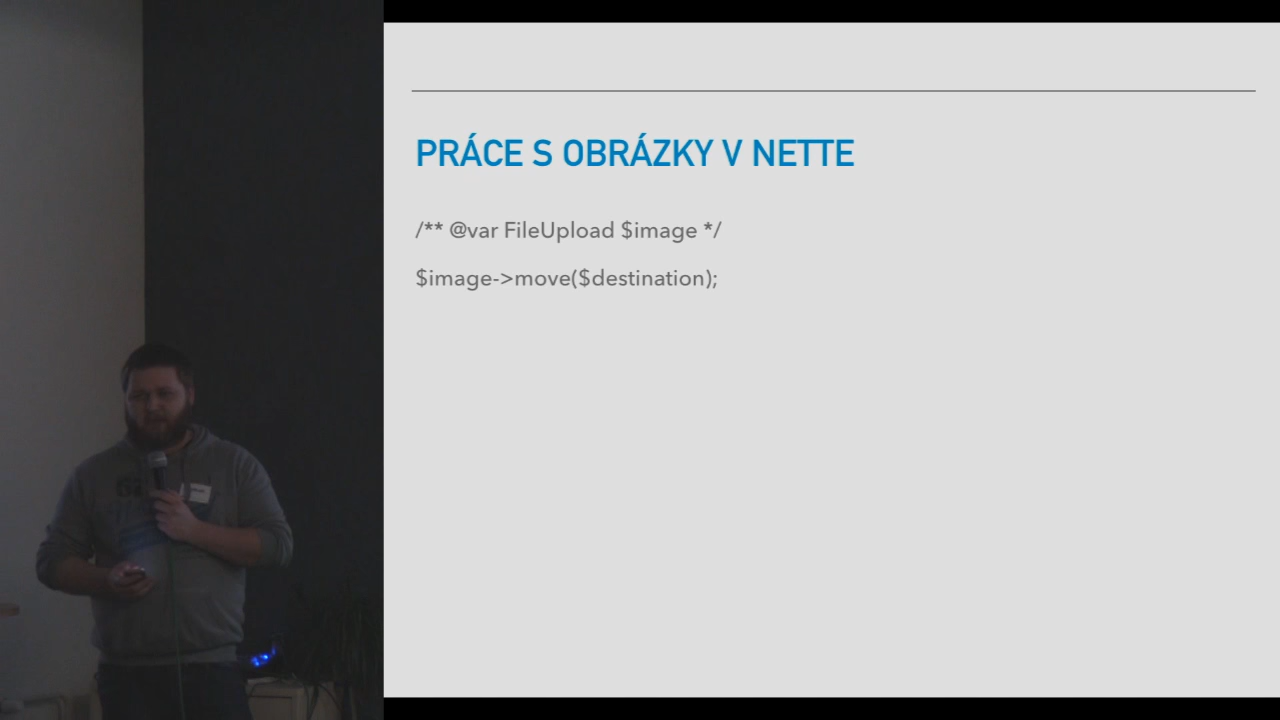 PRÁCE S OBRÁZKY V NETTE
/** @var FileUpload $image */
$image->move($destination);